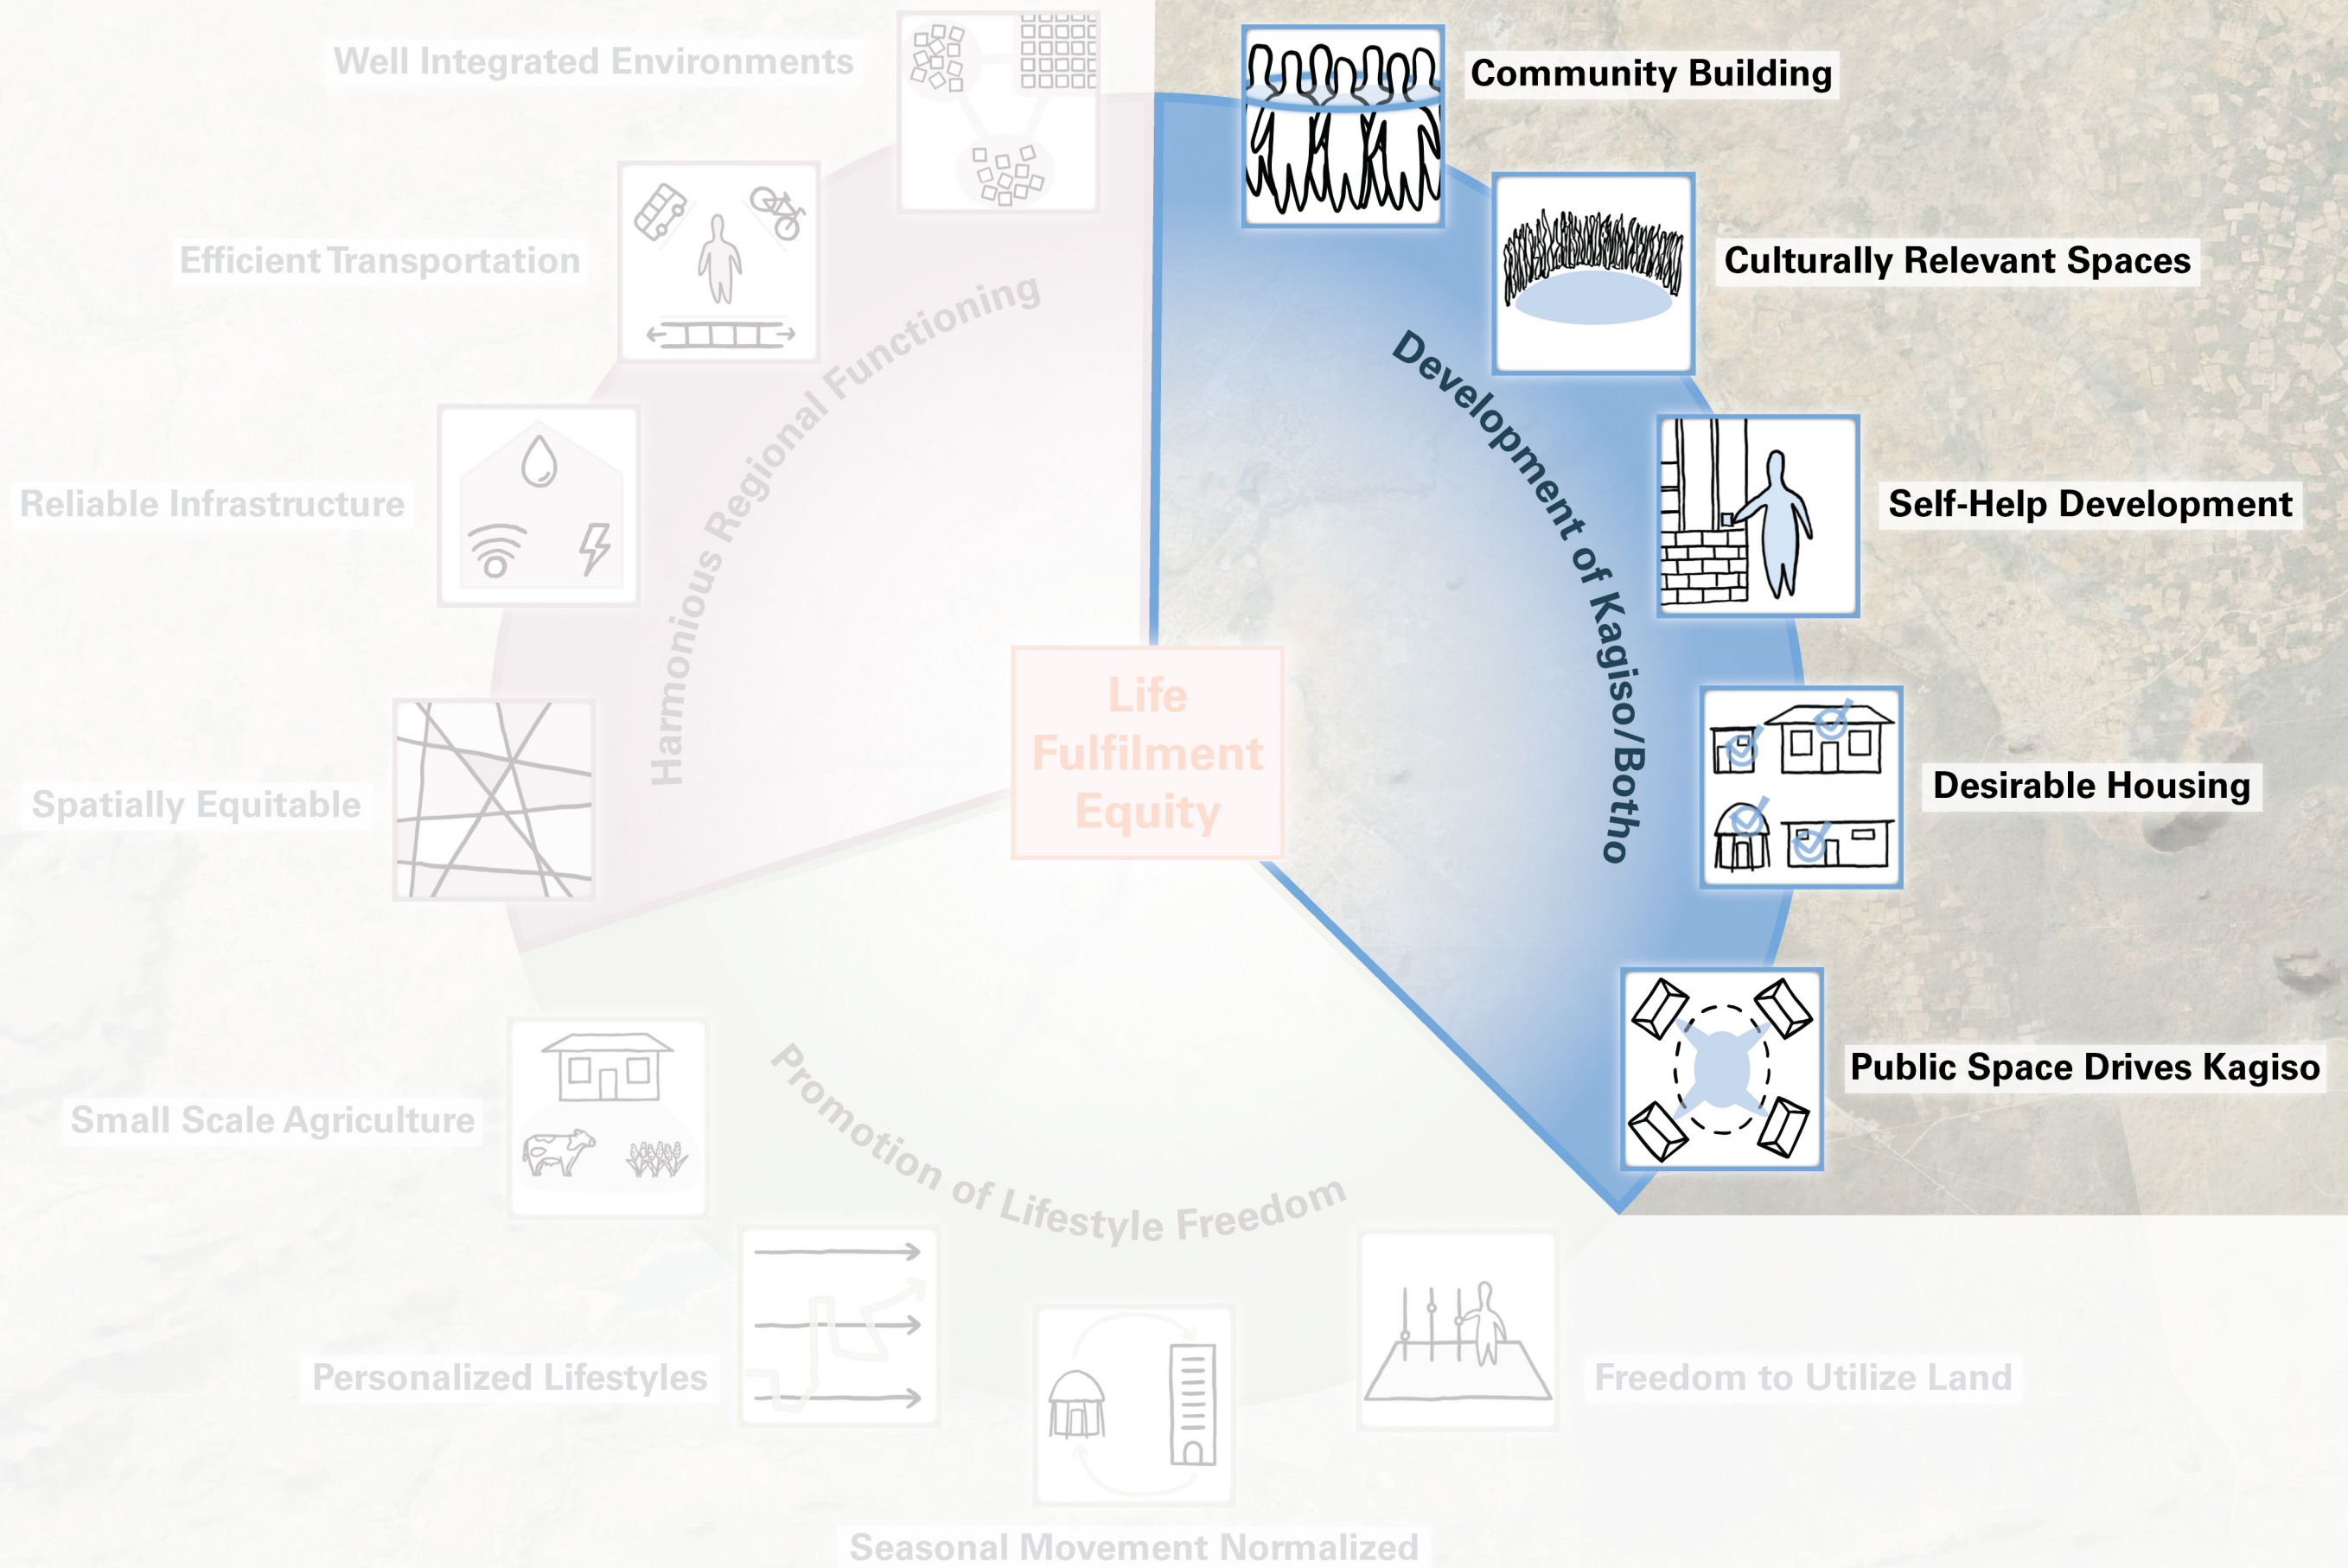 Well Integrated Environments
Community Building
Efficient Transportation
Culturally Relevant Spaces
Reliable Infrastructure
Self-Help Development
Harmonious Regional Functioning
Development of Kagiso/Botho
Life
Fulfilment
Equity
Spatially Equitable
Desirable Housing
Small Scale Agriculture
Public Space Drives Kagiso
Promotion of Lifestyle Freedom
Personalized Lifestyles
Freedom to Utilize Land
Seasonal Movement Normalized